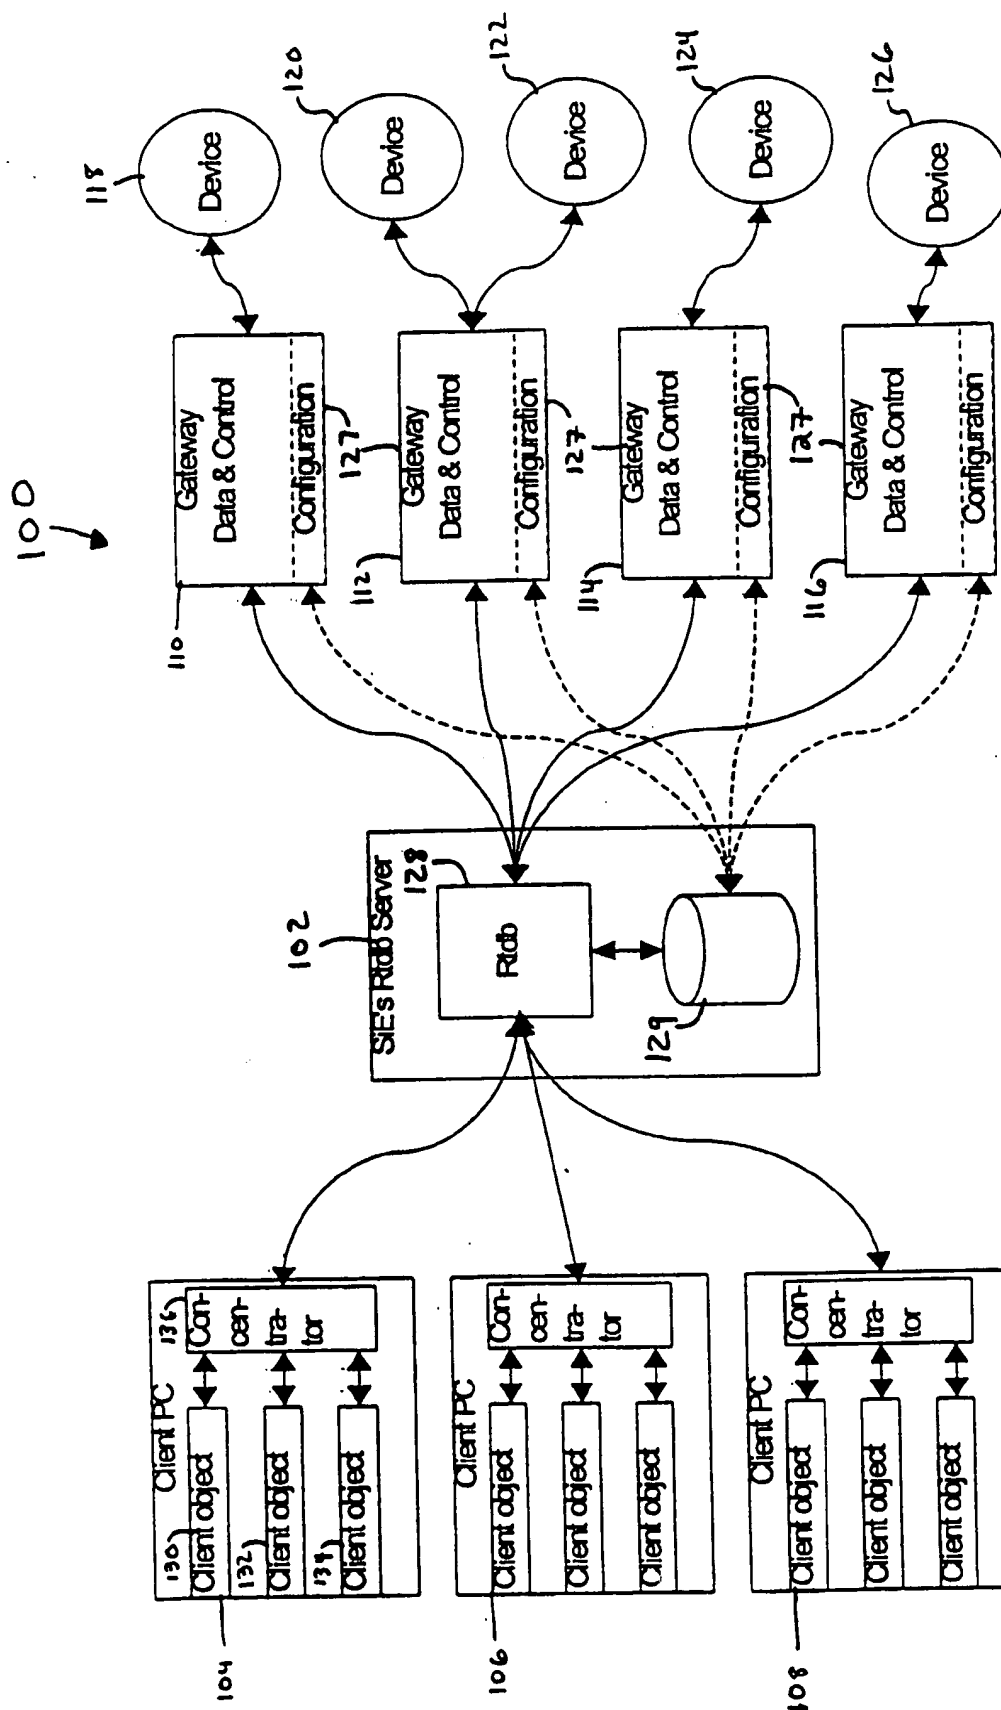 100
Client PC
130
Client object
132
Client object
134
Client object
136
Con-
cen-
tra-
tor
104
Client PC
Client object
Client object
Client object
Con-
cen-
tra-
tor
106
Client PC
Client object
Client object
Client object
Con-
cen-
tra-
tor
108
102
SiE's Rtdb Server
128
Rtdb
129
110
Gateway
Data & Control
Configuration
127
112
Gateway
Data & Control
Configuration
127
114
Gateway
Data & Control
Configuration
127
116
Gateway
Data & Control
Configuration
118
Device
120
Device
122
Device
124
Device
126
Device